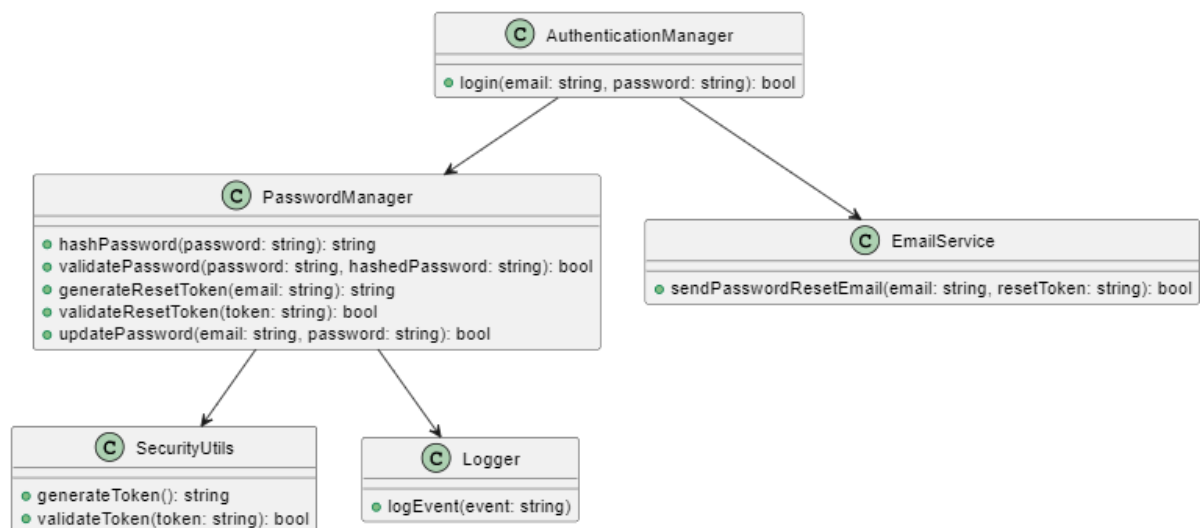 C AuthenticationManager
login(email: string, password: string): bool
C PasswordManager
hashPassword(password: string): string
validatePassword(password: string, hashedPassword: string): bool
generateResetToken(email: string): string
validateResetToken(token: string): bool
updatePassword(email: string, password: string): bool
C EmailService
sendPasswordResetEmail(email: string, resetToken: string): bool
C SecurityUtils
generateToken(): string
validateToken(token: string): bool
C Logger
logEvent(event: string)